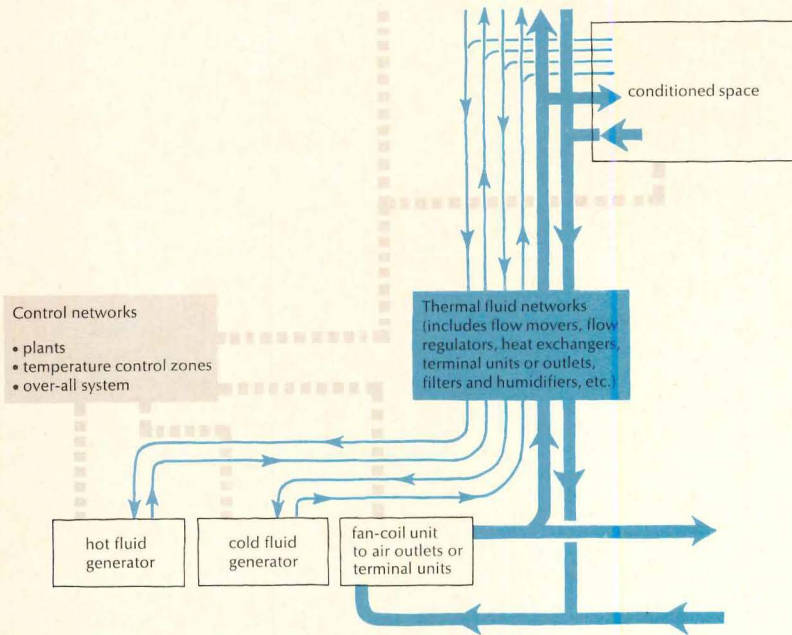 conditioned space
Control networks
• plants
• temperature control zones
• over-all system
Thermal fluid networks
(includes flow movers, flow
regulators, heat exchangers,
terminal units or outlets,
filters and humidifiers, etc.)
hot fluid
generator
cold fluid
generator
fan-coil unit
to air outlets or
terminal units